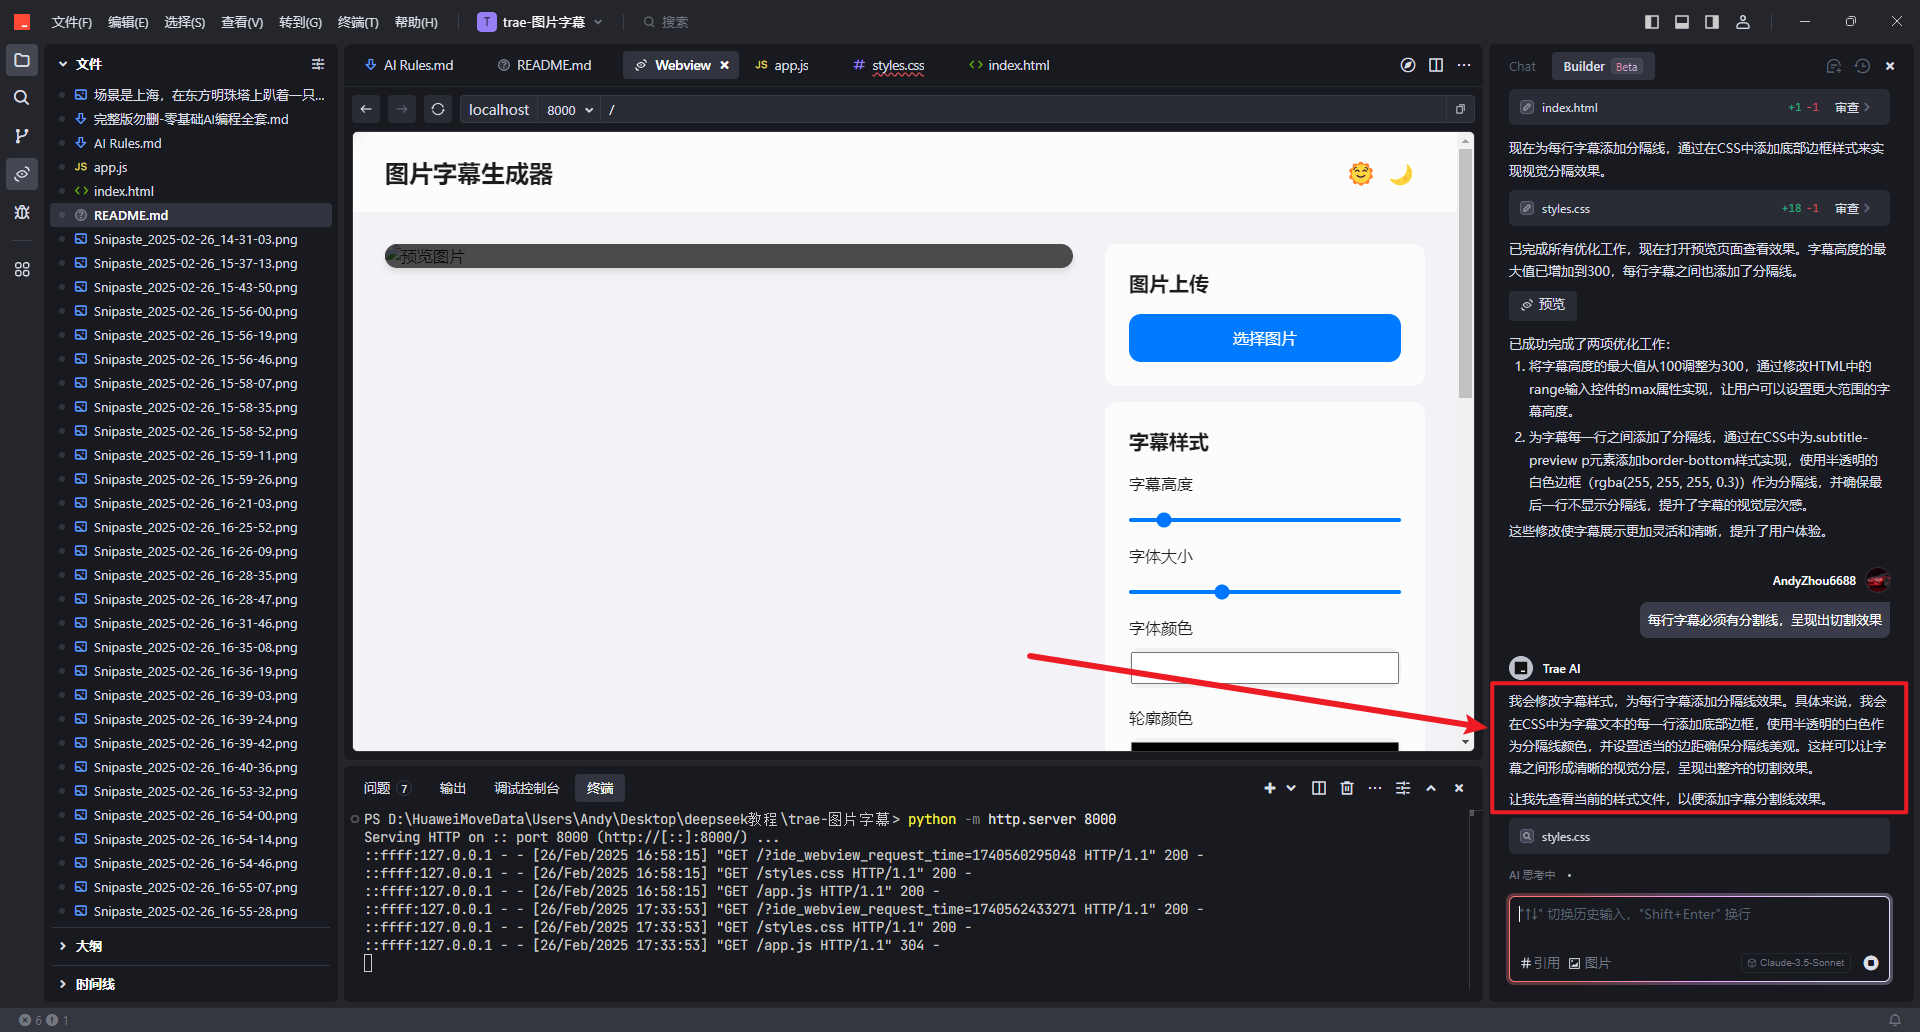 文件(F) 编辑(E) 选择(S) 查看(V) 转到(G) 终端(T) 帮助(H) T trae-图片字幕 搜索
文件
场景是上海，在东方明珠塔上趴着一只...
完整版勿删-零基础AI编程全套.md
AI Rules.md
JS app.js
index.html
README.md
Snipaste_2025-02-26_14-31-03.png
Snipaste_2025-02-26_15-37-13.png
Snipaste_2025-02-26_15-43-50.png
Snipaste_2025-02-26_15-56-00.png
Snipaste_2025-02-26_15-56-19.png
Snipaste_2025-02-26_15-56-46.png
Snipaste_2025-02-26_15-58-07.png
Snipaste_2025-02-26_15-58-35.png
Snipaste_2025-02-26_15-58-52.png
Snipaste_2025-02-26_15-59-11.png
Snipaste_2025-02-26_15-59-26.png
Snipaste_2025-02-26_16-21-03.png
Snipaste_2025-02-26_16-25-52.png
Snipaste_2025-02-26_16-26-09.png
Snipaste_2025-02-26_16-28-35.png
Snipaste_2025-02-26_16-28-47.png
Snipaste_2025-02-26_16-31-46.png
Snipaste_2025-02-26_16-35-08.png
Snipaste_2025-02-26_16-36-19.png
Snipaste_2025-02-26_16-39-03.png
Snipaste_2025-02-26_16-39-24.png
Snipaste_2025-02-26_16-39-42.png
Snipaste_2025-02-26_16-40-36.png
Snipaste_2025-02-26_16-53-32.png
Snipaste_2025-02-26_16-54-00.png
Snipaste_2025-02-26_16-54-14.png
Snipaste_2025-02-26_16-54-46.png
Snipaste_2025-02-26_16-55-07.png
Snipaste_2025-02-26_16-55-28.png
大纲
时间线
6 1
AI Rules.md README.md Webview JS app.js # styles.css index.html
localhost 8000 /
图片字幕生成器
预览图片
图片上传
选择图片
字幕样式
字幕高度
字体大小
字体颜色
轮廓颜色
问题 7 输出 调试控制台 终端
PS D:\HuaweiMoveData\Users\Andy\Desktop\deepseek教程\trae-图片字幕> python -m http.server 8000
Serving HTTP on :: port 8000 (http://[::]:8000/) ...
::ffff:127.0.0.1 - - [26/Feb/2025 16:58:15] "GET /?ide_webview_request_time=1740560295048 HTTP/1.1" 200 -
::ffff:127.0.0.1 - - [26/Feb/2025 16:58:15] "GET /styles.css HTTP/1.1" 200 -
::ffff:127.0.0.1 - - [26/Feb/2025 16:58:15] "GET /app.js HTTP/1.1" 200 -
::ffff:127.0.0.1 - - [26/Feb/2025 17:33:53] "GET /?ide_webview_request_time=1740562433271 HTTP/1.1" 200 -
::ffff:127.0.0.1 - - [26/Feb/2025 17:33:53] "GET /styles.css HTTP/1.1" 200 -
::ffff:127.0.0.1 - - [26/Feb/2025 17:33:53] "GET /app.js HTTP/1.1" 304 -
Chat Builder Beta
index.html +1 -1 审查
现在为每行字幕添加分隔线，通过在CSS中添加底部边框样式来实
现视觉分隔效果。
styles.css +18 -1 审查
已完成所有优化工作，现在打开预览页面查看效果。字幕高度的最
大值已增加到300，每行字幕之间也添加了分隔线。
预览
已成功完成了两项优化工作：
1. 将字幕高度的最大值从100调整为300，通过修改HTML中的
range输入控件的max属性实现，让用户可以设置更大范围的字
幕高度。
2. 为字幕每一行之间添加了分隔线，通过在CSS中为.subtitle-
preview p元素添加border-bottom样式实现，使用半透明的
白色边框（rgba(255, 255, 255, 0.3)）作为分隔线，并确保最
后一行不显示分隔线，提升了字幕的视觉层次感。
这些修改使字幕展示更加灵活和清晰，提升了用户体验。
AndyZhou6688
每行字幕必须有分割线，呈现出切割效果
Trae AI
我会修改字幕样式，为每行字幕添加分隔线效果。具体来说，我会
在CSS中为字幕文本的每一行添加底部边框，使用半透明的白色作
为分隔线颜色，并设置适当的边距确保分隔线美观。这样可以让字
幕之间形成清晰的视觉分层，呈现出整齐的切割效果。
让我先查看当前的样式文件，以便添加字幕分割线效果。
styles.css
AI 思考中
"↑↓" 切换历史输入，"Shift+Enter" 换行
# 引用 图片 Claude-3.5-Sonnet